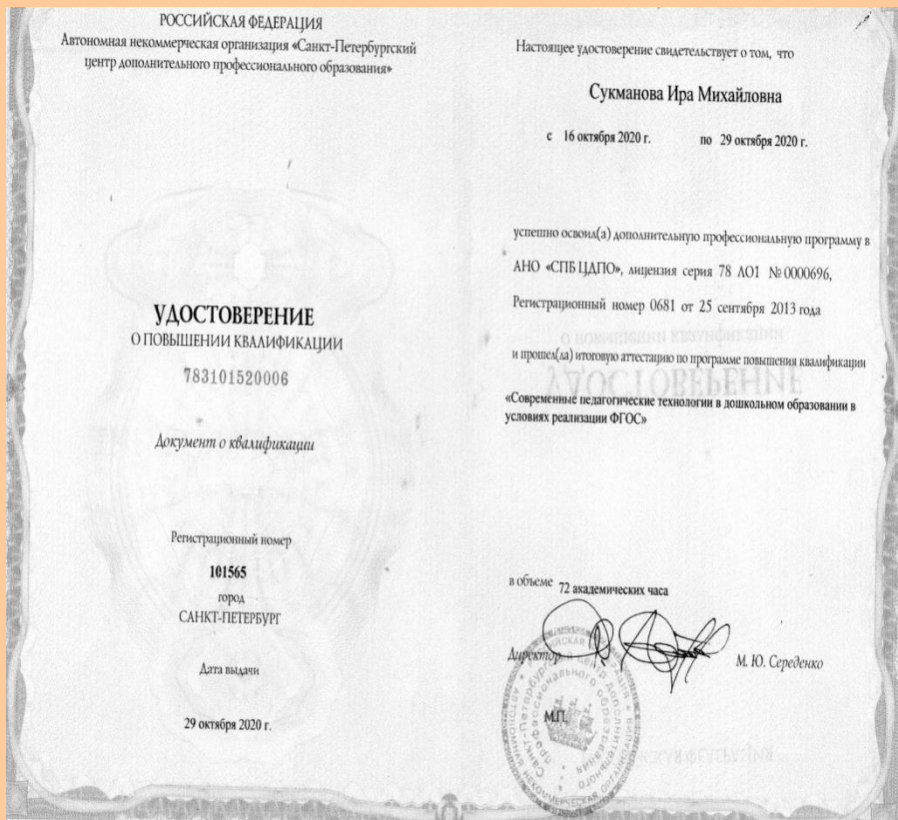 РОССИЙСКАЯ ФЕДЕРАЦИЯ
Автономная некоммерческая организация «Санкт-Петербургский
центр дополнительного профессионального образования»
УДОСТОВЕРЕНИЕ
О ПОВЫШЕНИИ КВАЛИФИКАЦИИ
783101520006
Документ о квалификации
Регистрационный номер
101565
город
САНКТ-ПЕТЕРБУРГ
Дата выдачи
29 октября 2020 г.
Настоящее удостоверение свидетельствует о том, что
Сукманова Ира Михайловна
с 16 октября 2020 г. по 29 октября 2020 г.
успешно освоил(а) дополнительную профессиональную программу в
АНО «СПБ ЦДПО», лицензия серия 78 ЛО1 № 0000696,
Регистрационный номер 0681 от 25 сентября 2013 года
и прошел(ла) итоговую аттестацию по программе повышения квалификации
«Современные педагогические технологии в дошкольном образовании в
условиях реализации ФГОС»
в объеме 72 академических часа
Директор М. Ю. Середенко
М.П.